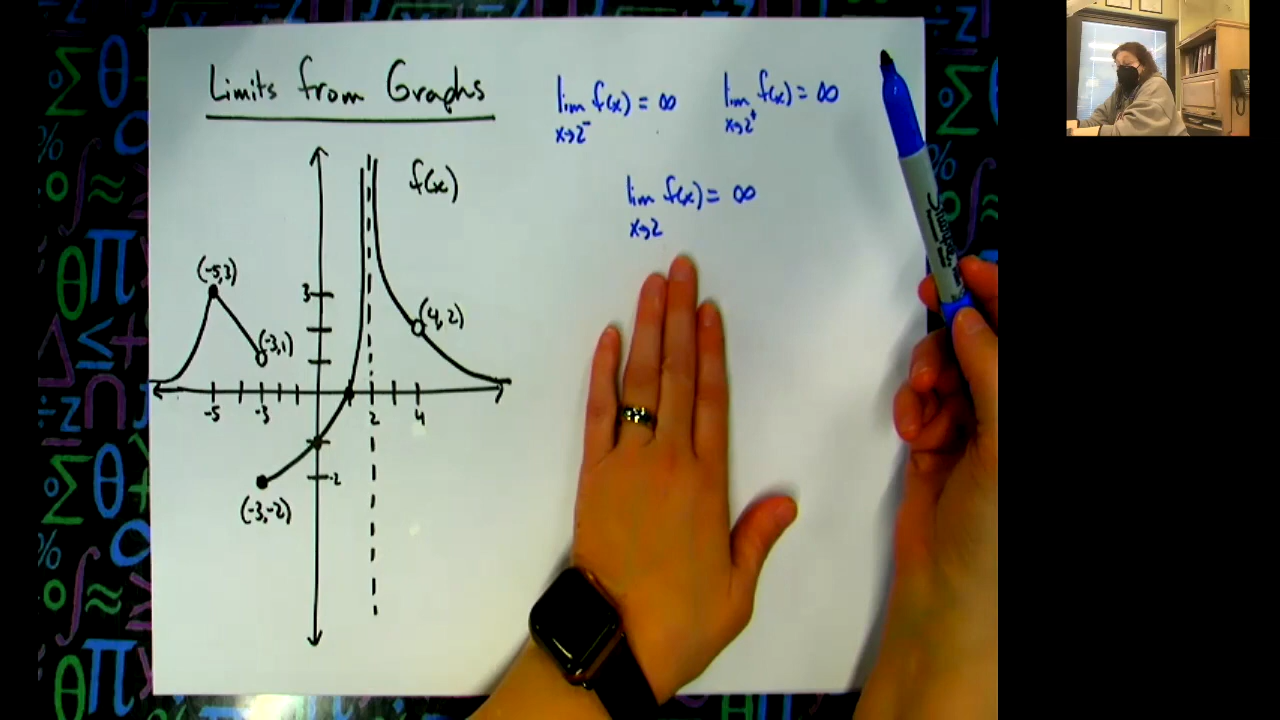 Limits from Graphs
lim f(x) = ∞
x→2⁻
lim f(x) = ∞
x→2⁺
lim f(x) = ∞
x→2
f(x)
(-5,3)
3
(4,2)
(-3,1)
-5
-3
2
4
-2
(-3,-2)
Sharpie